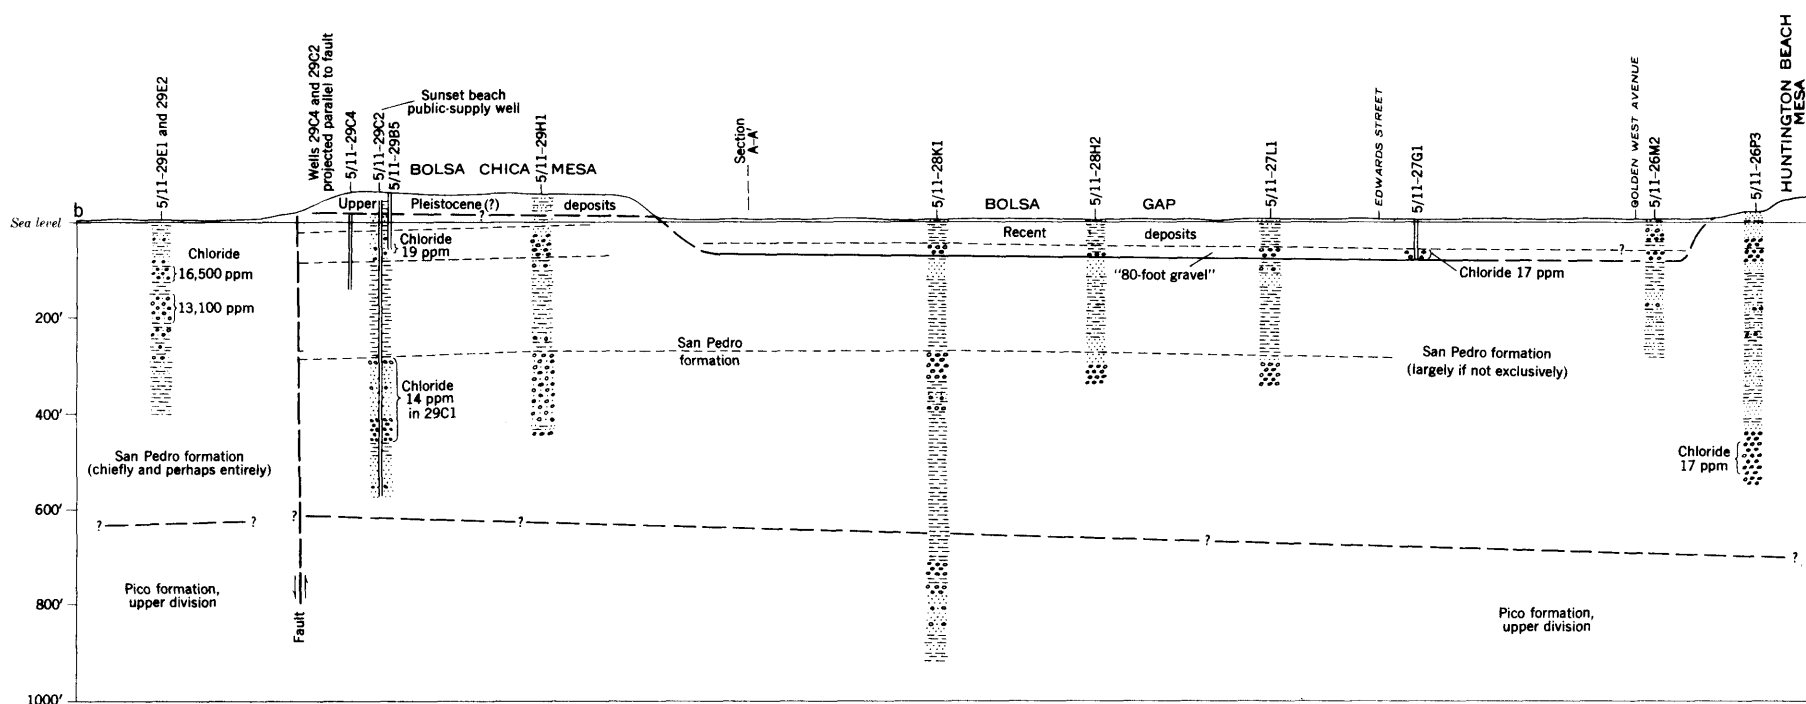 Wells 29C4 and 29C2
projected parallel to fault
5/11-29E1 and 29E2
5/11-29C4
5/11-29C2
5/11-29B5
Sunset beach
public-supply well
5/11-29H1
Section
A-A'
5/11-28K1
5/11-28H2
5/11-27L1
EDWARDS STREET
5/11-27G1
GOLDEN WEST AVENUE
5/11-26M2
5/11-26P3
HUNTINGTON BEACH
MESA
BOLSA CHICA MESA
b
Upper Pleistocene (?) deposits
?
BOLSA GAP
Sea level
Recent deposits
Chloride
16,500 ppm
13,100 ppm
Chloride
19 ppm
"80-foot gravel"
?
Chloride 17 ppm
200'
San Pedro
formation
San Pedro formation
(largely if not exclusively)
Chloride
14 ppm
in 29C1
400'
San Pedro formation
(chiefly and perhaps entirely)
Chloride
17 ppm
600'
? ? ? ? ? ?
Pico formation,
upper division
800'
Fault
Pico formation,
upper division
1000'